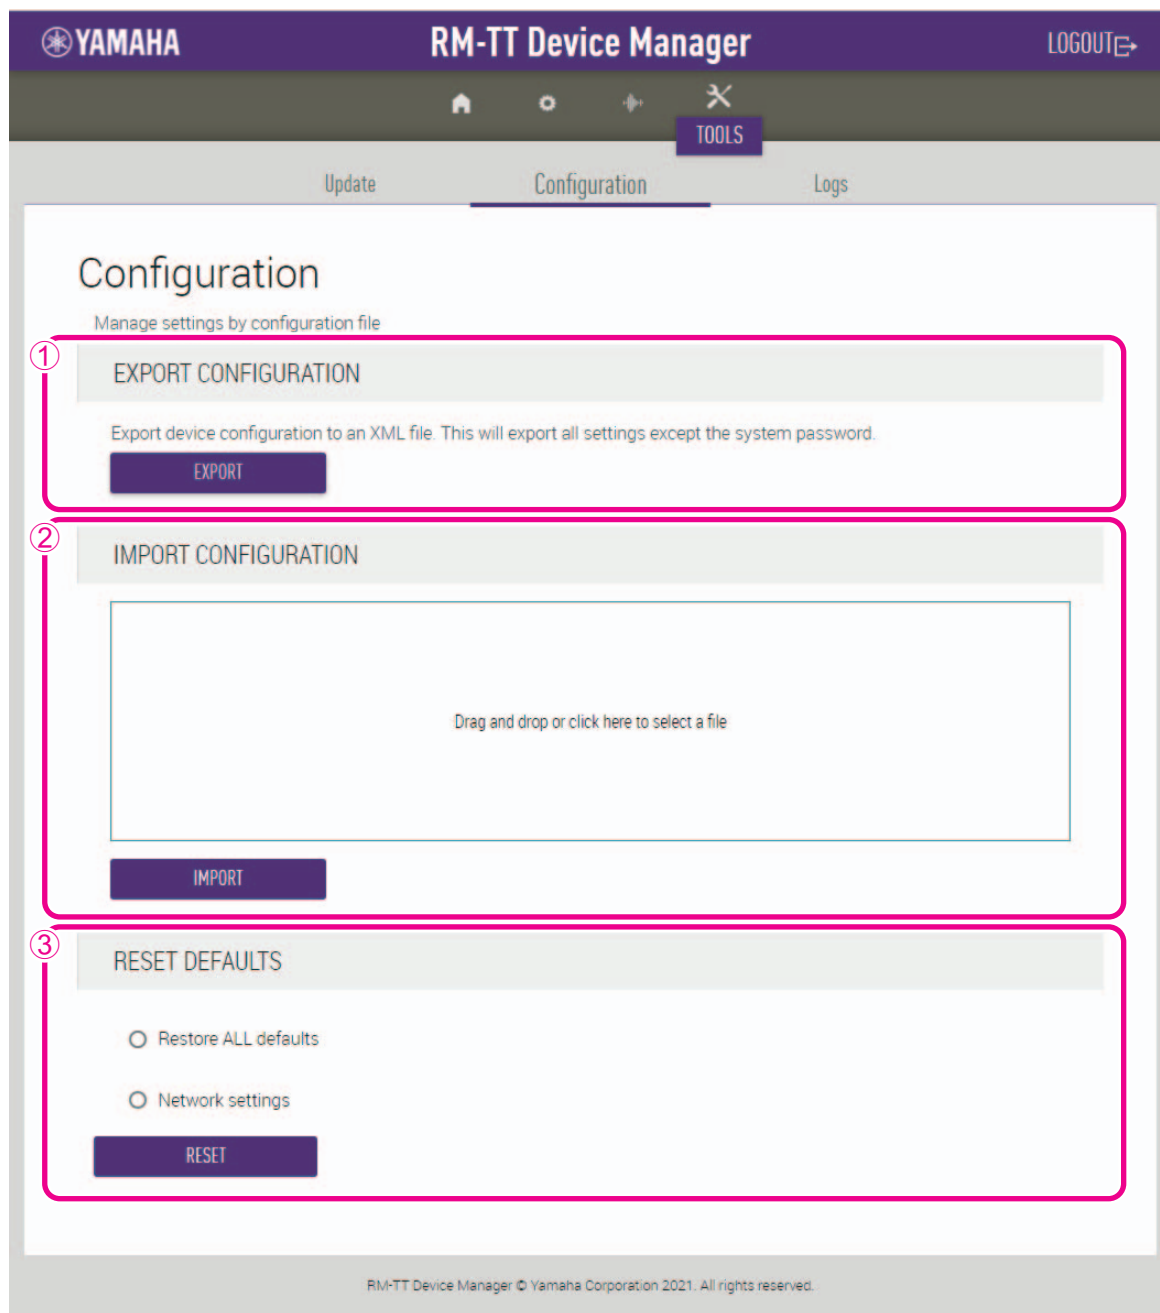 YAMAHA
RM-TT Device Manager
LOGOUT
TOOLS
Update
Configuration
Logs
Configuration
Manage settings by configuration file
①
EXPORT CONFIGURATION
Export device configuration to an XML file. This will export all settings except the system password.
EXPORT
②
IMPORT CONFIGURATION
Drag and drop or click here to select a file
IMPORT
③
RESET DEFAULTS
Restore ALL defaults
Network settings
RESET
RM-TT Device Manager © Yamaha Corporation 2021. All rights reserved.